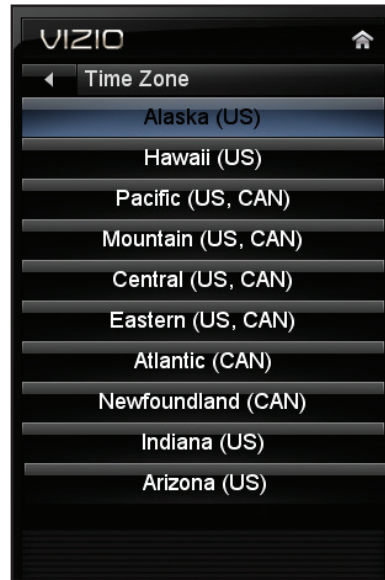 VIZIO
Time Zone
Alaska (US)
Hawaii (US)
Pacific (US, CAN)
Mountain (US, CAN)
Central (US, CAN)
Eastern (US, CAN)
Atlantic (CAN)
Newfoundland (CAN)
Indiana (US)
Arizona (US)